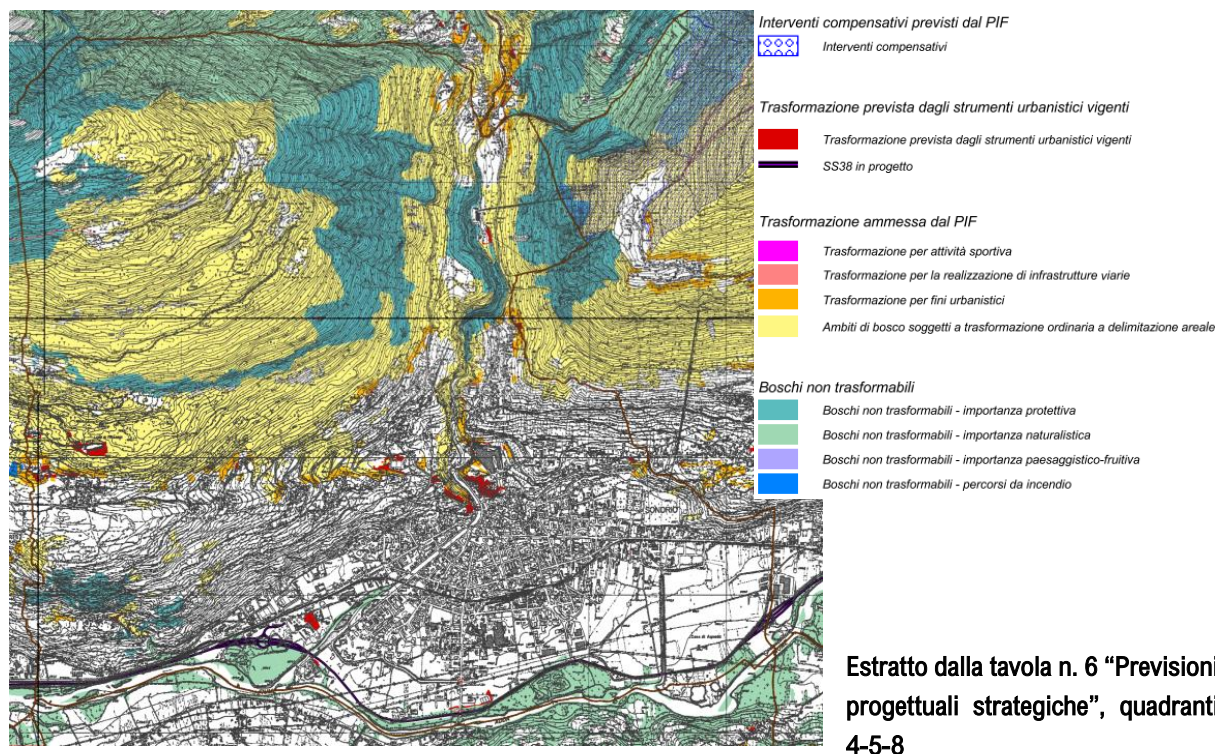 Interventi compensativi previsti dal PIF
Interventi compensativi
Trasformazione prevista dagli strumenti urbanistici vigenti
Trasformazione prevista dagli strumenti urbanistici vigenti
SS38 in progetto
Trasformazione ammessa dal PIF
Trasformazione per attività sportiva
Trasformazione per la realizzazione di infrastrutture viarie
Trasformazione per fini urbanistici
Ambiti di bosco soggetti a trasformazione ordinaria a delimitazione areale
Boschi non trasformabili
Boschi non trasformabili - importanza protettiva
Boschi non trasformabili - importanza naturalistica
Boschi non trasformabili - importanza paesaggistico-fruitiva
Boschi non trasformabili - percorsi da incendio
SONDRIO
Estratto dalla tavola n. 6 “Previsioni
progettuali strategiche”, quadranti
4-5-8